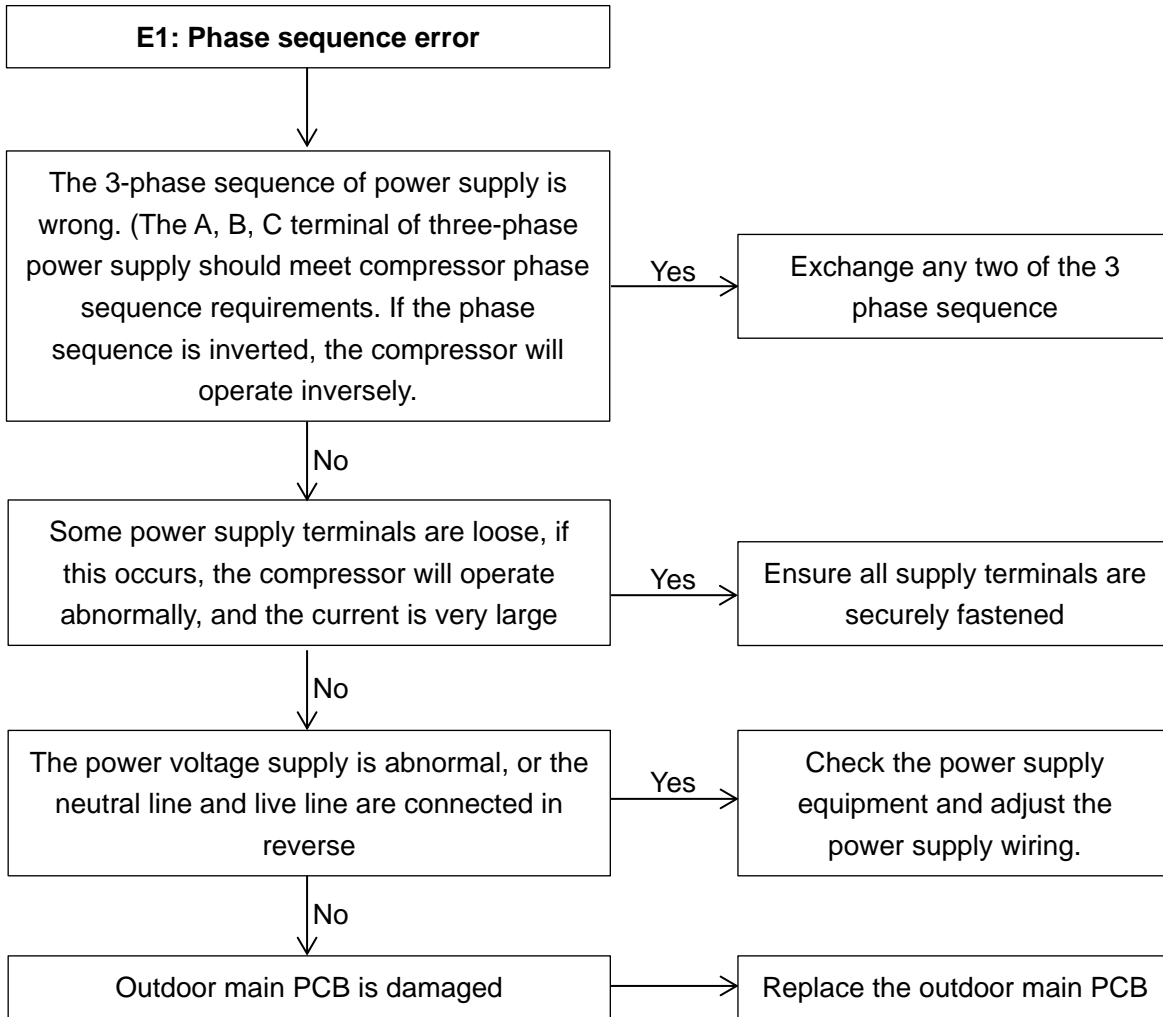 E1: Phase sequence error
The 3-phase sequence of power supply is
wrong. (The A, B, C terminal of three-phase
power supply should meet compressor phase
sequence requirements. If the phase
sequence is inverted, the compressor will
operate inversely.
Yes
Exchange any two of the 3
phase sequence
No
Some power supply terminals are loose, if
this occurs, the compressor will operate
abnormally, and the current is very large
Yes
Ensure all supply terminals are
securely fastened
No
The power voltage supply is abnormal, or the
neutral line and live line are connected in
reverse
Yes
Check the power supply
equipment and adjust the
power supply wiring.
No
Outdoor main PCB is damaged
Replace the outdoor main PCB